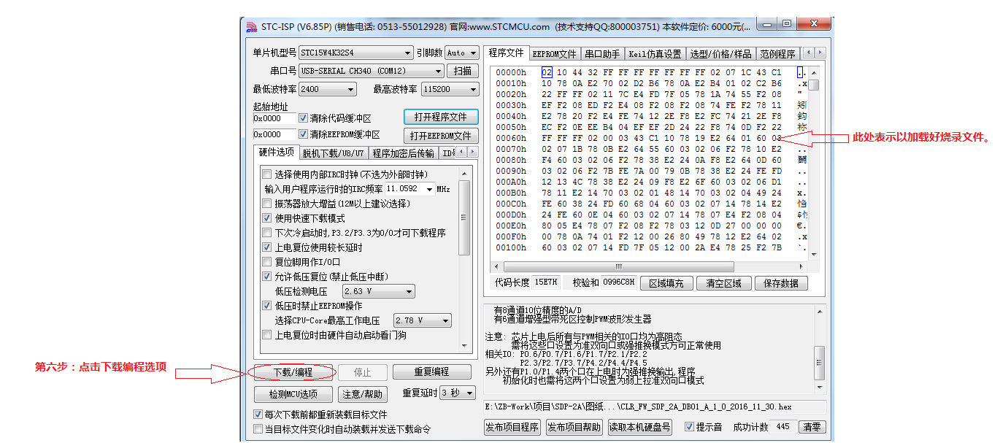 STC-ISP (V6.85P) (销售电话: 0513-55012928) 官网:www.STCMCU.com (技术支持QQ:800003751) 本软件定价: 6000元(...
单片机型号 STC15W4K32S4 引脚数 Auto
串口号 USB-SERIAL CH340 (COM12) 扫描
最低波特率 2400 最高波特率 115200
起始地址
0x0000 清除代码缓冲区 打开程序文件
0x0000 清除EEPROM缓冲区 打开EEPROM文件
硬件选项 脱机下载/U8/U7 程序加密后传输
选择使用内部IRC时钟(不选为外部时钟)
输入用户程序运行时的IRC频率 11.0592 MHz
振荡器放大增益(12M以上建议选择)
使用快速下载模式
下次冷启动时,P3.2/P3.3为0/0才可下载程序
上电复位使用较长延时
复位脚用作I/O口
允许低压复位(禁止低压中断)
低压检测电压 2.63 V
低压时禁止EEPROM操作
选择CPU-Core最高工作电压 2.78 V
上电复位时由硬件自动启动看门狗
第六步：点击下载编程选项
下载/编程 停止 重复编程
检测MCU选项 注意/帮助 重复延时 3 秒
每次下载前都重新装载目标文件
当目标文件变化时自动装载并发送下载命令
程序文件 EEPROM文件 串口助手 Keil仿真设置 选型/价格/样品 范例程序
00000h 02 10 44 32 FF FF FF FF FF FF FF 02 07 1C 43 C1 ..
00010h 10 78 0A E2 70 02 D2 B6 78 0A E2 B4 01 02 C2 B6 .x
00020h 22 FF FF 02 11 7C E4 FD 7F 05 78 1A 74 55 F2 08 "
00030h EF F2 08 ED F2 E4 08 F2 08 F2 08 74 FE F2 78 11
00040h E2 78 20 F2 E4 FE 74 12 2E F8 E2 FC 74 21 2E F8
00050h EC F2 0E EE B4 04 EF EF 2D 24 22 F8 74 0D F2 22
00060h FF FF FF 02 00 03 43 C1 10 78 19 E2 64 01 60 03
此处表示以加载好烧录文件。
00070h 02 07 1B 78 0B E2 64 55 60 03 02 06 F2 78 10 E2 ..
00080h F4 60 03 02 06 F2 78 38 E2 24 0A F8 E2 64 0D 60
00090h 03 02 06 F2 7B FE 7A 00 79 0B 78 38 E2 24 FE FD ..
000A0h 12 13 4C 78 38 E2 24 09 F8 E2 6F 60 03 02 06 D1 ..
000B0h 78 11 E2 14 70 03 02 01 48 14 70 03 02 04 49 24 x.
000C0h FE 60 38 24 FD 60 68 04 60 03 02 07 14 78 14 E2
000D0h 24 FE 60 0E 04 60 03 02 07 14 78 07 E4 F2 08 04
000E0h 80 05 E4 78 07 F2 08 F2 78 03 12 0D 27 00 00 00 €.
000F0h 00 78 0A 74 01 F2 12 00 26 80 49 78 12 E2 64 02 .x
00100h 60 03 02 07 14 FD 7F 05 12 00 2A E4 78 25 F2 7B `.
代码长度 15E7H 校验和 0996C8H 区域填充 清空区域 保存数据
有8通道10位精度的A/D
有6通道增强型带死区控制PWM波形发生器
注意: 芯片上电后所有与PWM相关的IO口均为高阻态
需将这些口设置为准双向口或强推换模式方可正常使用
相关IO: P0.6/P0.7/P1.6/P1.7/P2.1/P2.2
P2.3/P2.7/P3.7/P4.2/P4.4/P4.5
另外还有P1.0/P1.4两个口在上电时为强推换输出,程序
初始化时也需将这两个口设置为弱上拉准双向口模式
E:\ZB-Work\项目\SDP-2A\图纸...\CLR_FW_SDP_2A_DB01_A_1_0_2016_11_30.hex
发布项目程序 发布项目帮助 读取本机硬盘号 提示音 成功计数 445 清零